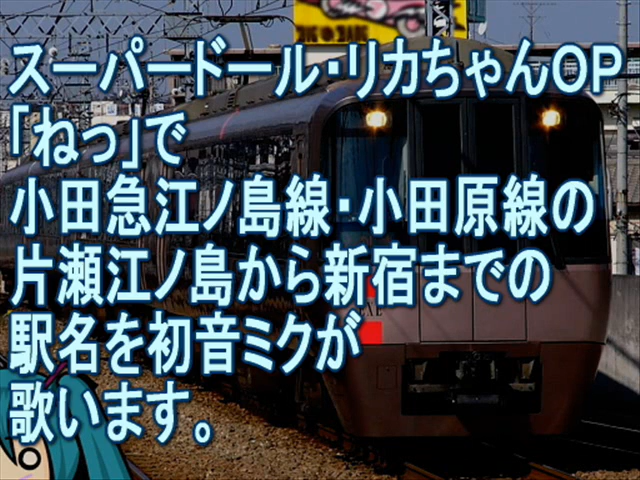 スーパードール・リカちゃんOP
「ねっ」で
小田急江ノ島線・小田原線の
片瀬江ノ島から新宿までの
駅名を初音ミクが
歌います。